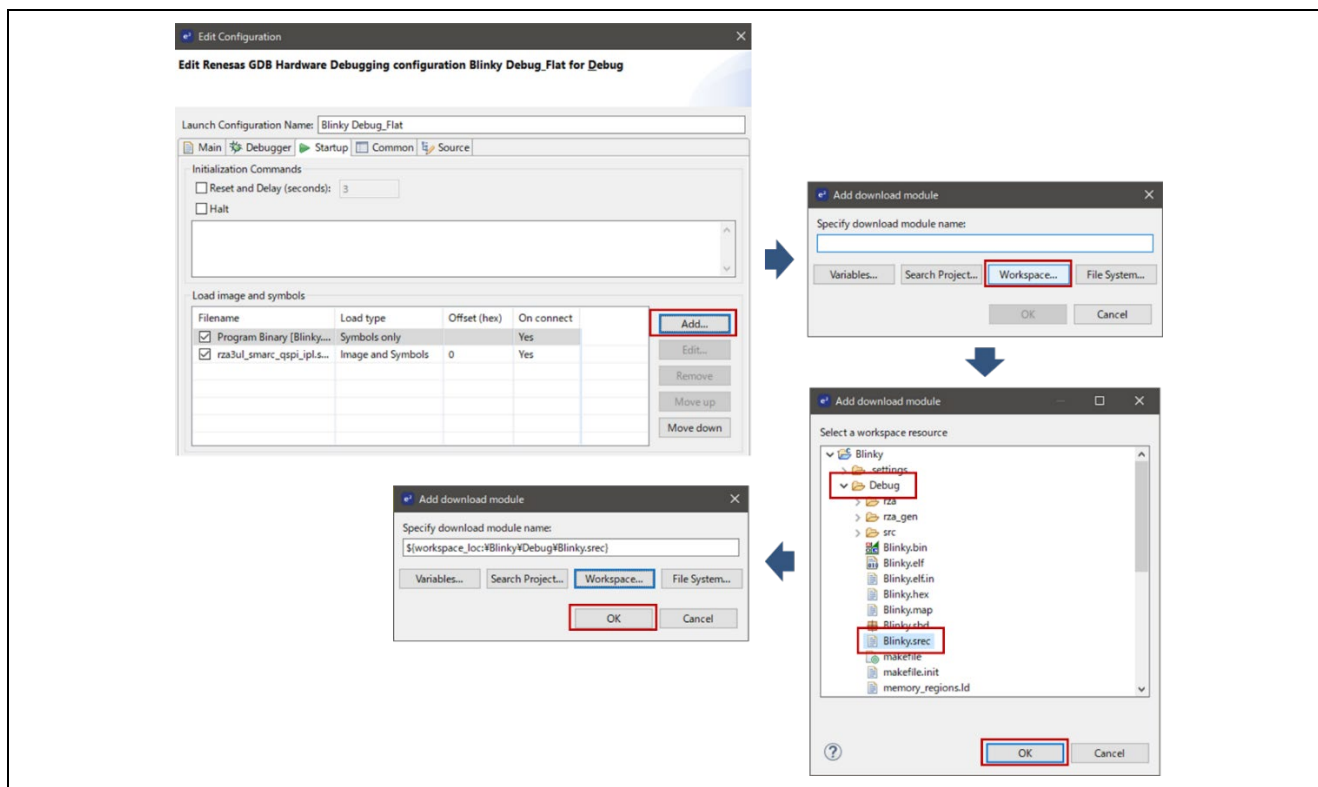 Edit Configuration
Edit Renesas GDB Hardware Debugging configuration Blinky Debug_Flat for Debug
Launch Configuration Name: Blinky Debug_Flat
Main Debugger Startup Common Source
Initialization Commands
Reset and Delay (seconds): 3
Halt
Load image and symbols
Filename Load type Offset (hex) On connect
Program Binary [Blinky.... Symbols only Yes
rza3ul_smarc_qspi_ipl.s... Image and Symbols 0 Yes
Add...
Edit...
Remove
Move up
Move down
Add download module
Specify download module name:
Variables... Search Project... Workspace... File System...
OK Cancel
Add download module
Select a workspace resource
Blinky
.settings
Debug
rza
rza_gen
src
Blinky.bin
Blinky.elf
Blinky.elf.in
Blinky.hex
Blinky.map
Blinky.sbd
Blinky.srec
makefile
makefile.init
memory_regions.ld
OK Cancel
Add download module
Specify download module name:
${workspace_loc:¥Blinky¥Debug¥Blinky.srec}
Variables... Search Project... Workspace... File System...
OK Cancel